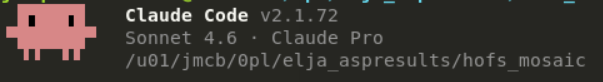 Claude Code v2.1.72
Sonnet 4.6 · Claude Pro
/u01/jmcb/0pl/elja_aspresults/hofs_mosaic